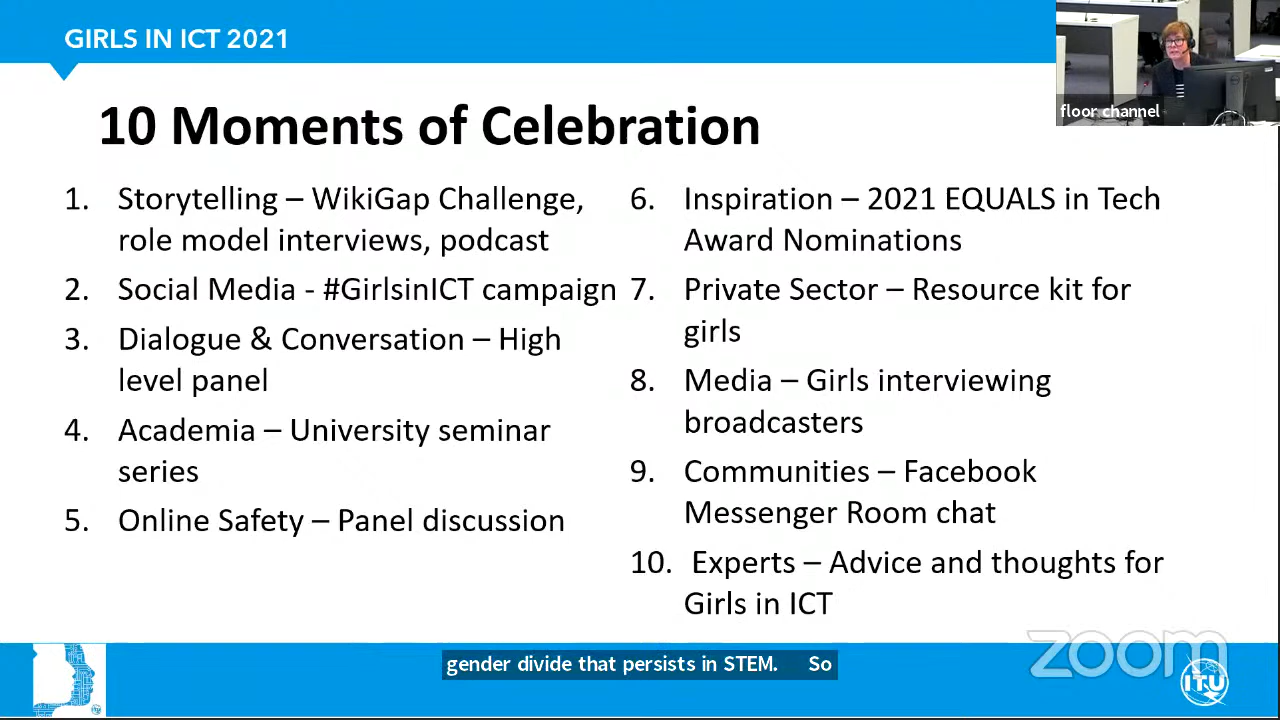 GIRLS IN ICT 2021
floor channel
10 Moments of Celebration
1. Storytelling – WikiGap Challenge,
role model interviews, podcast
2. Social Media - #GirlsinICT campaign
3. Dialogue & Conversation – High
level panel
4. Academia – University seminar
series
5. Online Safety – Panel discussion
6. Inspiration – 2021 EQUALS in Tech
Award Nominations
7. Private Sector – Resource kit for
girls
8. Media – Girls interviewing
broadcasters
9. Communities – Facebook
Messenger Room chat
10. Experts – Advice and thoughts for
Girls in ICT
gender divide that persists in STEM. So
zoom
ITU